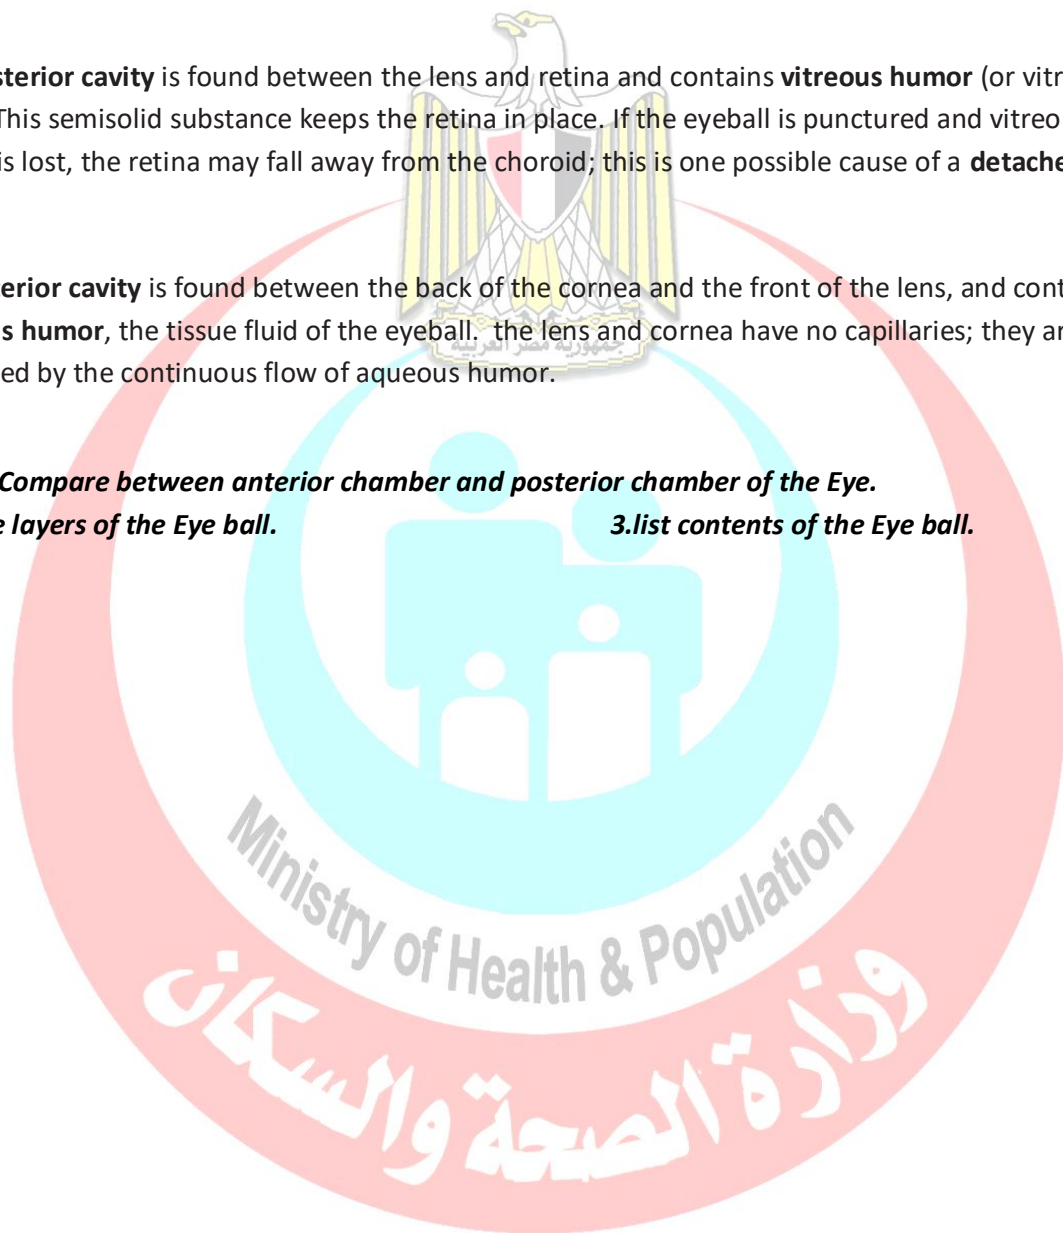 sterior cavity is found between the lens and retina and contains vitreous humor (or vitr
This semisolid substance keeps the retina in place. If the eyeball is punctured and vitreo
is lost, the retina may fall away from the choroid; this is one possible cause of a detache
terior cavity is found between the back of the cornea and the front of the lens, and cont
s humor, the tissue fluid of the eyeball. the lens and cornea have no capillaries; they ar
ed by the continuous flow of aqueous humor.
Compare between anterior chamber and posterior chamber of the Eye.
e layers of the Eye ball. 3.list contents of the Eye ball.
جمهورية مصر العربية
Ministry of Health & Population
وزارة الصحة والسكان